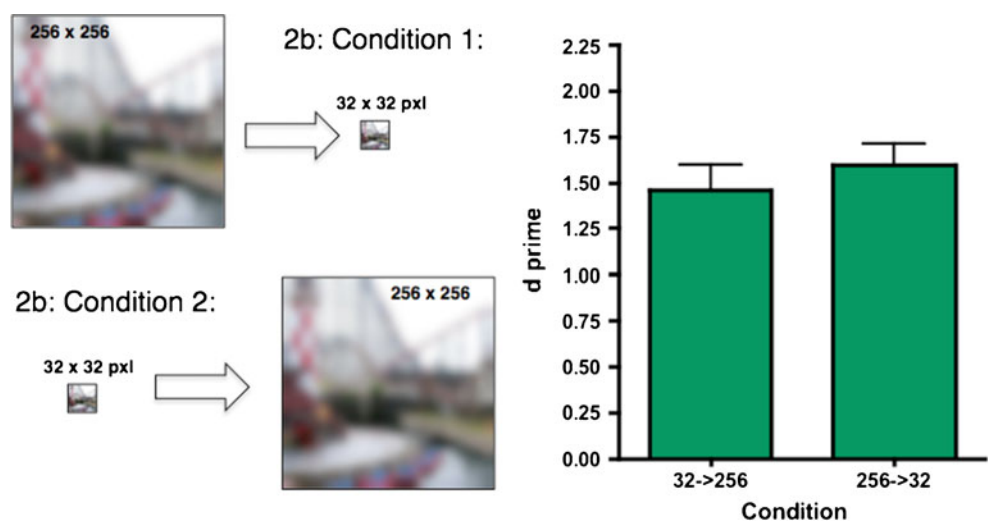 256 x 256
2b: Condition 1:
32 x 32 pxl
2b: Condition 2:
32 x 32 pxl
256 x 256
d prime
2.25
2.00
1.75
1.50
1.25
1.00
0.75
0.50
0.25
0.00
32->256
256->32
Condition